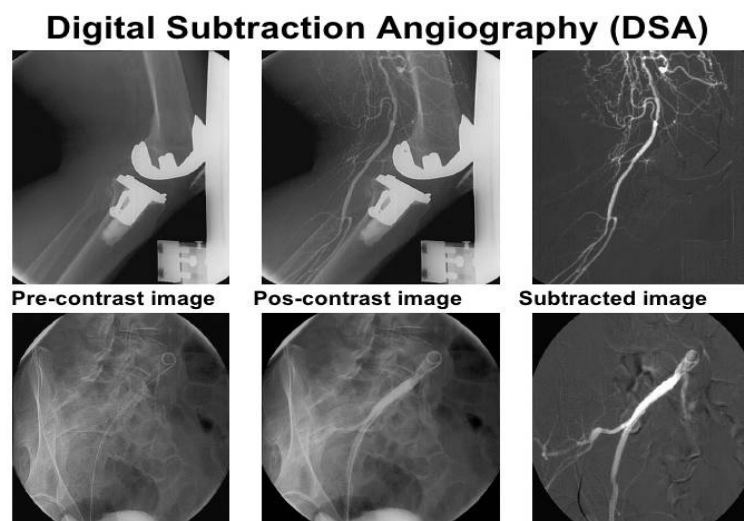 Digital Subtraction Angiography (DSA)
Pre-contrast image
Pos-contrast image
Subtracted image